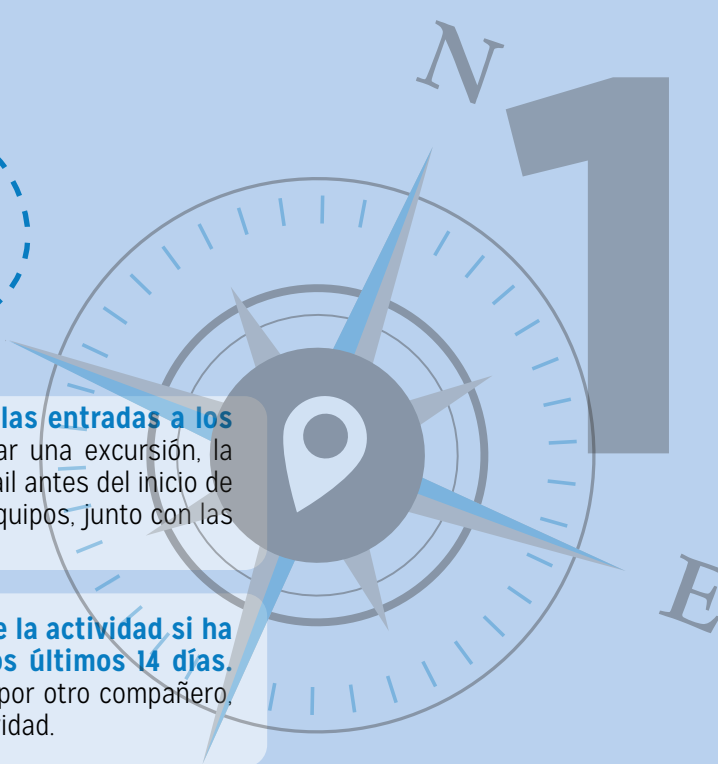 N
1
E
las entradas a los
ar una excursión, la
ail antes del inicio de
quipos, junto con las
e la actividad si ha
os últimos 14 días.
por otro compañero,
idad.